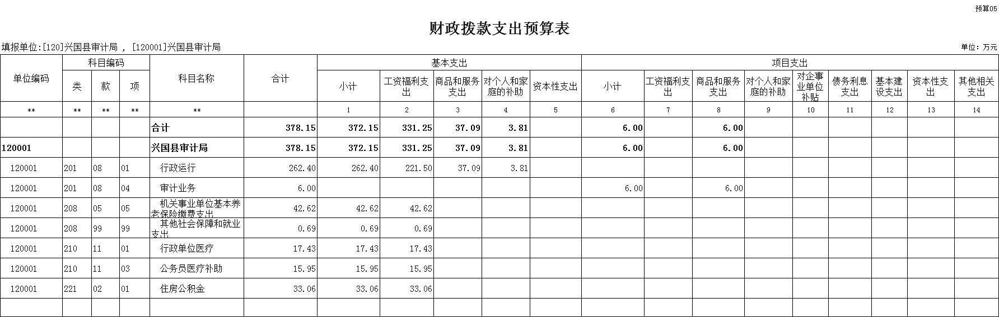 预算05
财政拨款支出预算表
填报单位:[120]兴国县审计局 , [120001]兴国县审计局 单位：万元
单位编码 科目编码 科目名称 合计 基本支出 项目支出
类 款 项 小计 工资福利支出 商品和服务支出 对个人和家庭的补助 资本性支出 小计 工资福利支出 商品和服务支出 对个人和家庭的补助 对企事业单位补贴 债务利息支出 基本建设支出 资本性支出 其他相关支出
** ** ** ** ** 1 2 3 4 5 6 7 8 9 10 11 12 13 14
合计 378.15 372.15 331.25 37.09 3.81 6.00 6.00
120001 兴国县审计局 378.15 372.15 331.25 37.09 3.81 6.00 6.00
120001 201 08 01 行政运行 262.40 262.40 221.50 37.09 3.81
120001 201 08 04 审计业务 6.00 6.00 6.00
120001 208 05 05 机关事业单位基本养老保险缴费支出 42.62 42.62 42.62
120001 208 99 99 其他社会保障和就业支出 0.69 0.69 0.69
120001 210 11 01 行政单位医疗 17.43 17.43 17.43
120001 210 11 03 公务员医疗补助 15.95 15.95 15.95
120001 221 02 01 住房公积金 33.06 33.06 33.06